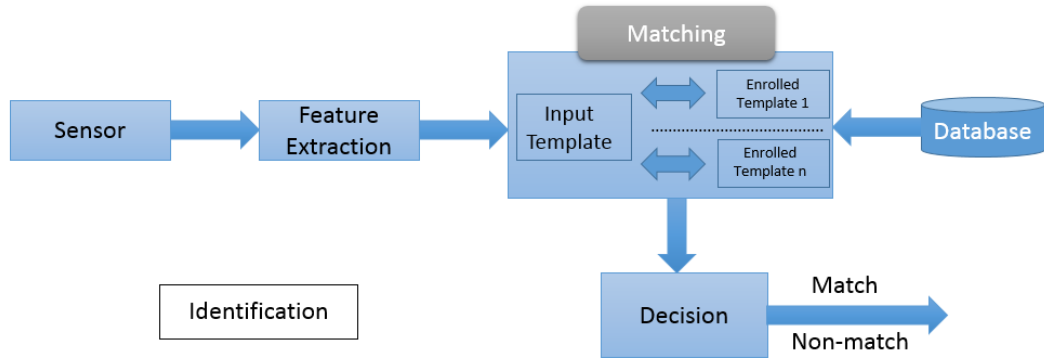 Matching
Sensor
Feature
Extraction
Input
Template
Enrolled
Template 1
Enrolled
Template n
Database
Decision
Match
Non-match
Identification